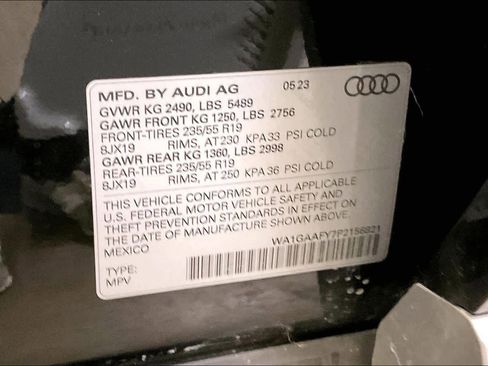 MFD. BY AUDI AG 05 23
GVWR KG 2490, LBS 5489
GAWR FRONT KG 1250, LBS 2756
FRONT-TIRES 235/55 R19
8JX19 RIMS, AT 230 KPA 33 PSI COLD
GAWR REAR KG 1360, LBS 2998
REAR-TIRES 235/55 R19
8JX19 RIMS, AT 250 KPA 36 PSI COLD
THIS VEHICLE CONFORMS TO ALL APPLICABLE
U.S. FEDERAL MOTOR VEHICLE SAFETY AND
THEFT PREVENTION STANDARDS IN EFFECT ON
THE DATE OF MANUFACTURE SHOWN ABOVE.
MEXICO
WA1GAAFY7P2156821
TYPE:
MPV